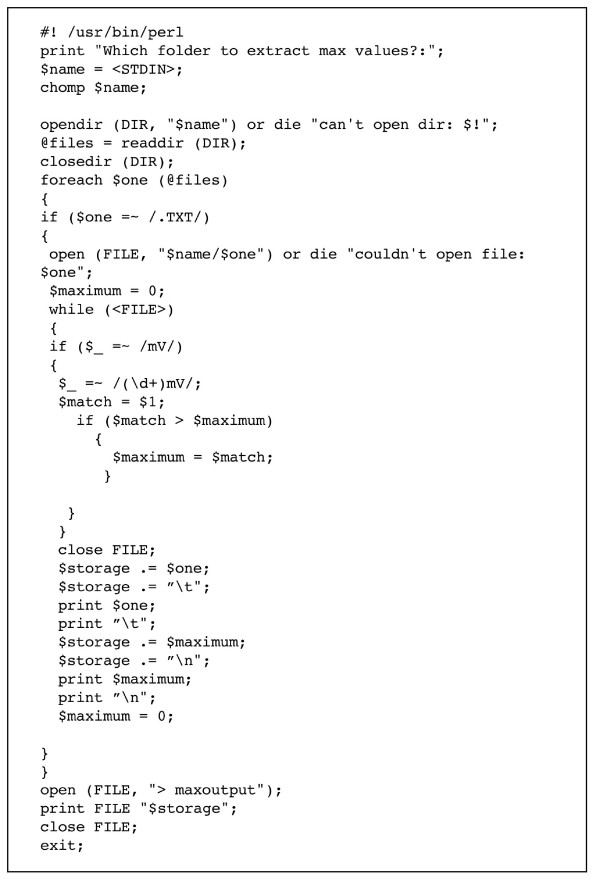 #! /usr/bin/perl
print "Which folder to extract max values?:";
$name = <STDIN>;
chomp $name;

opendir (DIR, "$name") or die "can't open dir: $!";
@files = readdir (DIR);
closedir (DIR);
foreach $one (@files)
{
if ($one =~ /.TXT/)
{
 open (FILE, "$name/$one") or die "couldn't open file:
$one";
 $maximum = 0;
 while (<FILE>)
 {
 if ($_ =~ /mV/)
 {
  $_ =~ /(\d+)mV/;
  $match = $1;
    if ($match > $maximum)
      {
        $maximum = $match;
       }

   }
  }
  close FILE;
  $storage .= $one;
  $storage .= ”\t";
  print $one;
  print ”\t";
  $storage .= $maximum;
  $storage .= ”\n";
  print $maximum;
  print ”\n";
  $maximum = 0;

}
}
open (FILE, "> maxoutput");
print FILE "$storage";
close FILE;
exit;